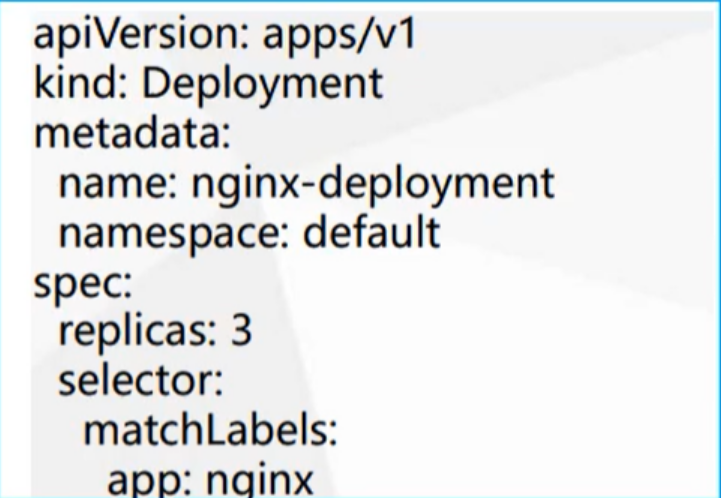 apiVersion: apps/v1
kind: Deployment
metadata:
  name: nginx-deployment
  namespace: default
spec:
  replicas: 3
  selector:
    matchLabels:
      app: nginx